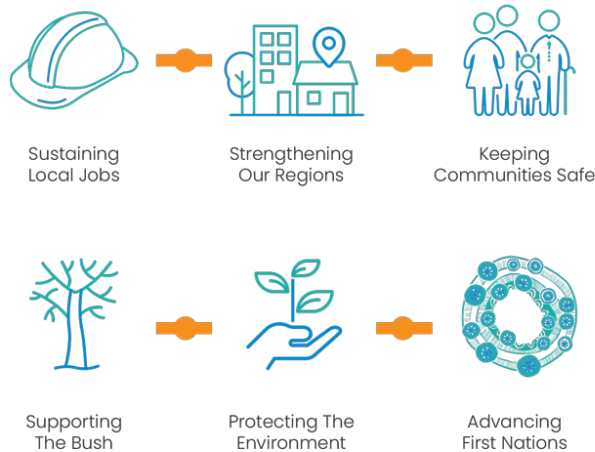 Sustaining
Local Jobs
Strengthening
Our Regions
Keeping
Communities Safe
Supporting
The Bush
Protecting The
Environment
Advancing
First Nations